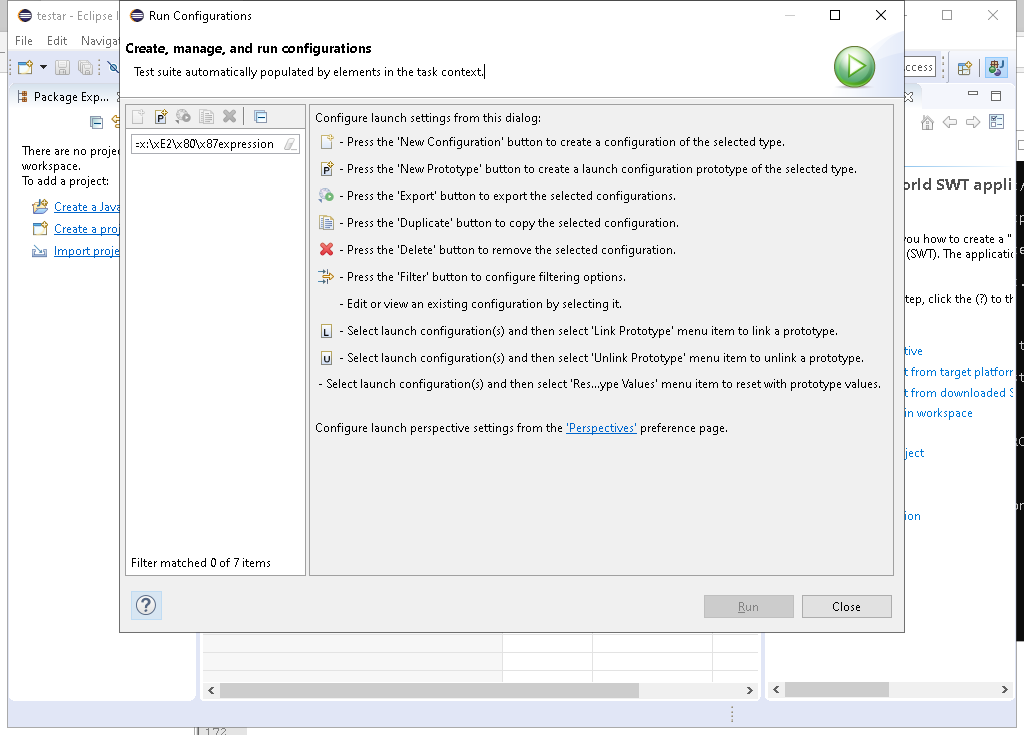 testar - Eclipse
Run Configurations
File Edit Naviga
Create, manage, and run configurations
Test suite automatically populated by elements in the task context.
ccess
Package Exp...
=x:\xE2\x80\x87expression
There are no proje
workspace.
To add a project:
Create a Java
Create a proj
Import proje
Configure launch settings from this dialog:
- Press the 'New Configuration' button to create a configuration of the selected type.
- Press the 'New Prototype' button to create a launch configuration prototype of the selected type.
- Press the 'Export' button to export the selected configurations.
- Press the 'Duplicate' button to copy the selected configuration.
- Press the 'Delete' button to remove the selected configuration.
- Press the 'Filter' button to configure filtering options.
- Edit or view an existing configuration by selecting it.
L - Select launch configuration(s) and then select 'Link Prototype' menu item to link a prototype.
U - Select launch configuration(s) and then select 'Unlink Prototype' menu item to unlink a prototype.
- Select launch configuration(s) and then select 'Res...ype Values' menu item to reset with prototype values.
Configure launch perspective settings from the 'Perspectives' preference page.
orld SWT appli
you how to create a "
(SWT). The applicatio
tep, click the (?) to th
tive
t from target platforr
t from downloaded S
in workspace
ject
ion
Filter matched 0 of 7 items
Run
Close
172